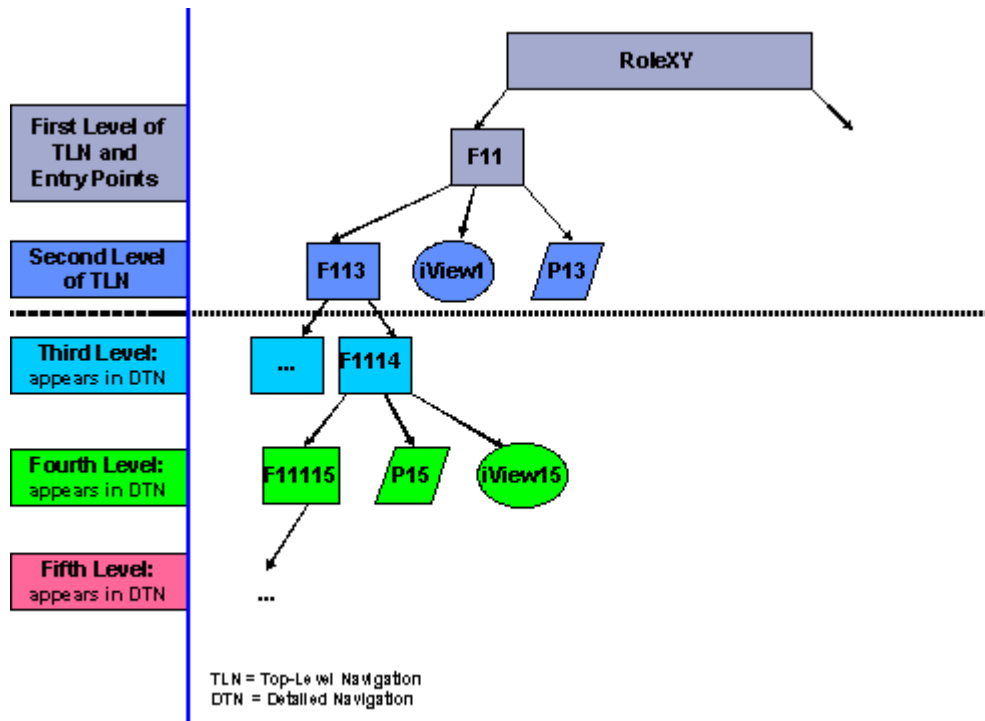 RoleXY
First Level of
TLN and
Entry Points
F11
Second Level
of TLN
F113
iView1
P13
Third Level:
appears in DTN
...
F1114
Fourth Level:
appears in DTN
F11115
P15
iView15
Fifth Level:
appears in DTN
...
TLN = Top-Level Navigation
DTN = Detailed Navigation